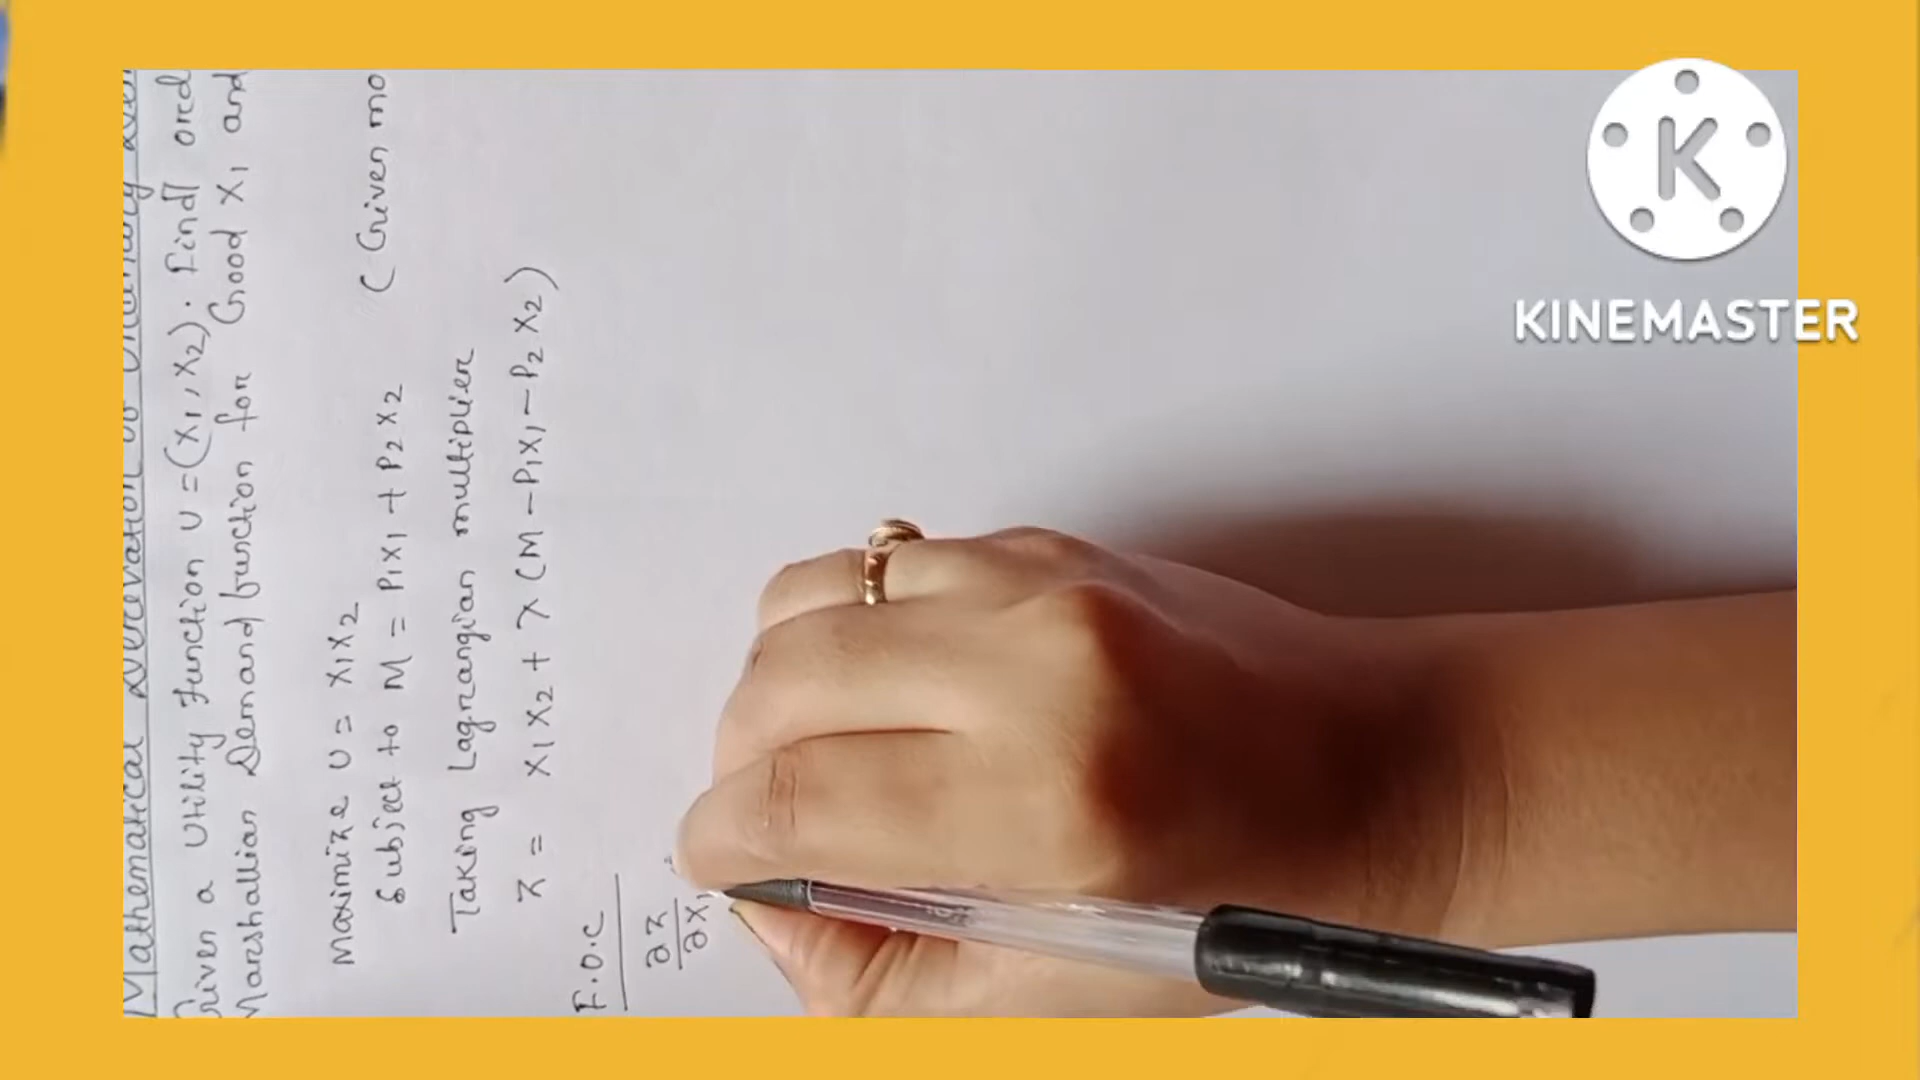 Mathematical Derivation of Ordinary Dem
Given a Utility Function U = (X1, X2). Find ord
Marshallian Demand function for Good X1 and
Maximize U = X1X2
Subject to M = P1X1 + P2X2 (Given mo
Taking Lagrangian multiplier
Z = X1X2 + λ (M - P1X1 - P2X2)
F.O.C
∂Z
∂X1
K
KINEMASTER